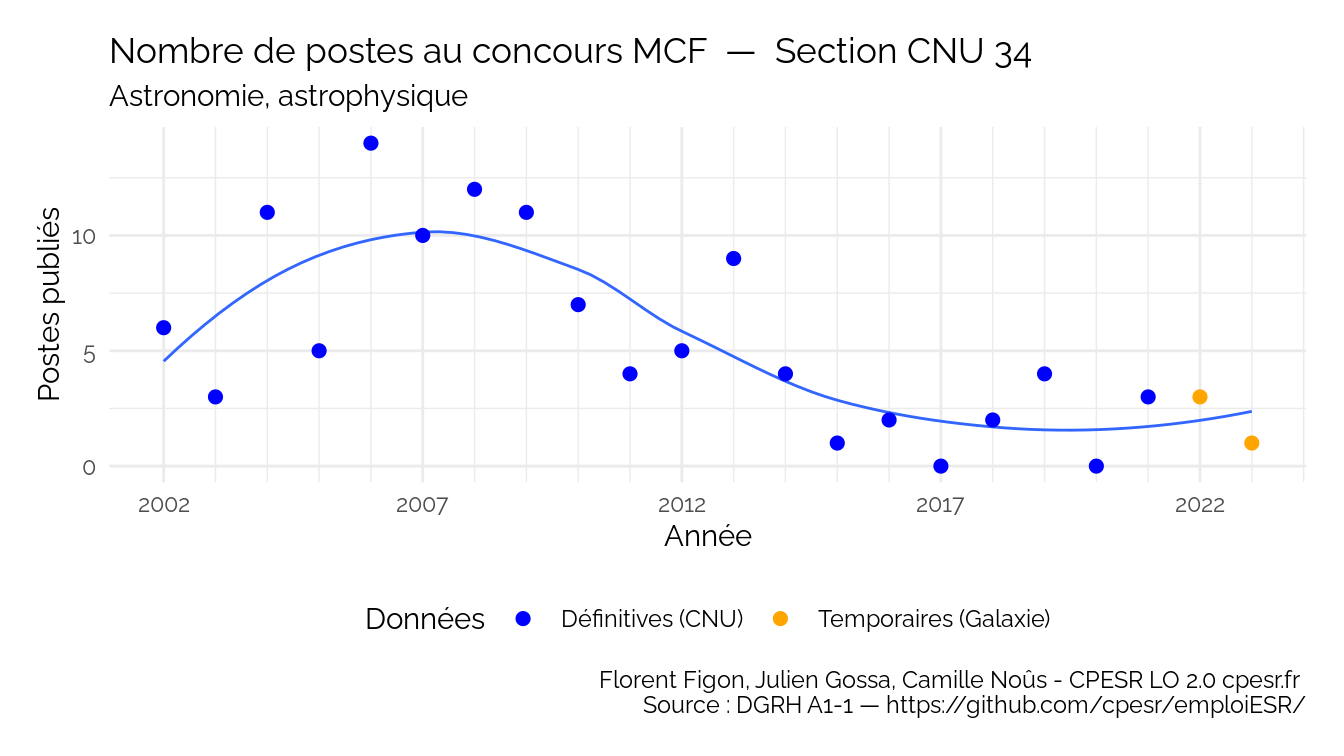 Nombre de postes au concours MCF — Section CNU 34
Astronomie, astrophysique
Postes publiés
10
5
0
2002 2007 2012 2017 2022
Année
Données Définitives (CNU) Temporaires (Galaxie)
Florent Figon, Julien Gossa, Camille Noûs - CPESR LO 2.0 cpesr.fr
Source : DGRH A1-1 — https://github.com/cpesr/emploiESR/